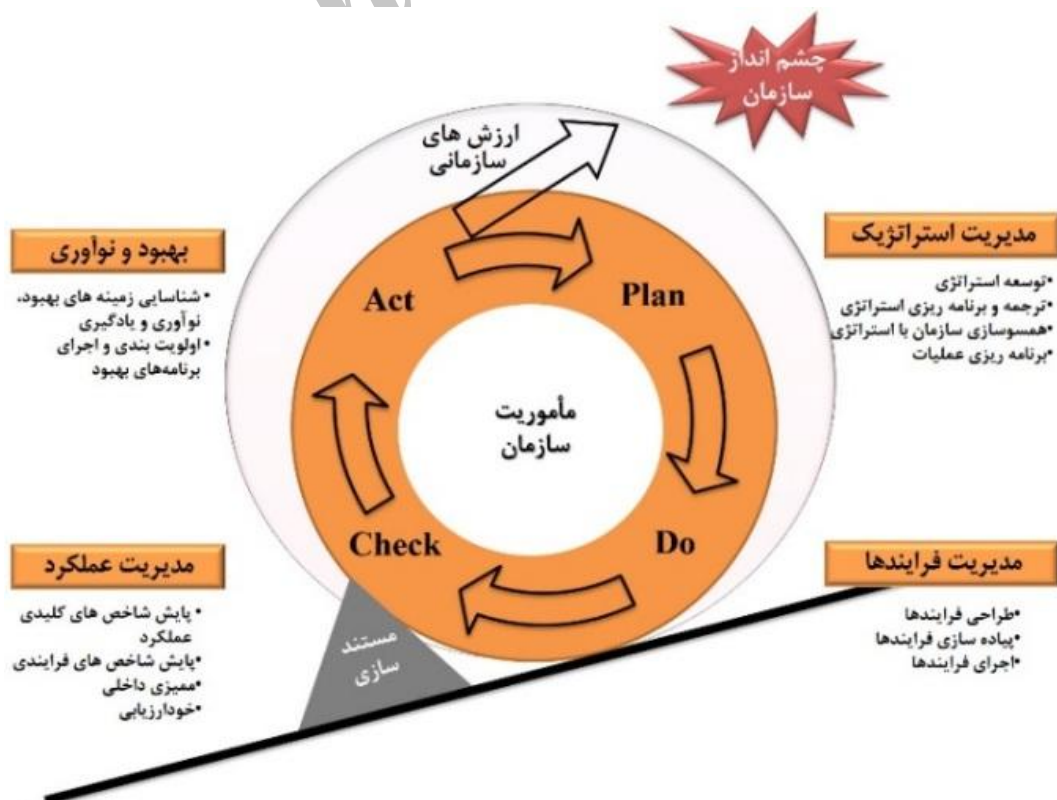 چشم انداز
سازمان
ارزش های
سازمانی
مدیریت استراتژیک
•توسعه استراتژی
•ترجمه و برنامه ریزی استراتژی
•همسوسازی سازمان با استراتژی
•برنامه ریزی عملیات
بهبود و نوآوری
• شناسایی زمینه های بهبود،
نوآوری و یادگیری
• اولویت بندی و اجرای
برنامه‌های بهبود
Act
Plan
مأموریت
سازمان
Check
Do
مدیریت فرایندها
•طراحی فرایندها
•پیاده سازی فرایندها
•اجرای فرایندها
مدیریت عملکرد
• پایش شاخص های کلیدی
عملکرد
•پایش شاخص های فرایندی
•ممیزی داخلی
•خودارزیابی
مستند
سازی